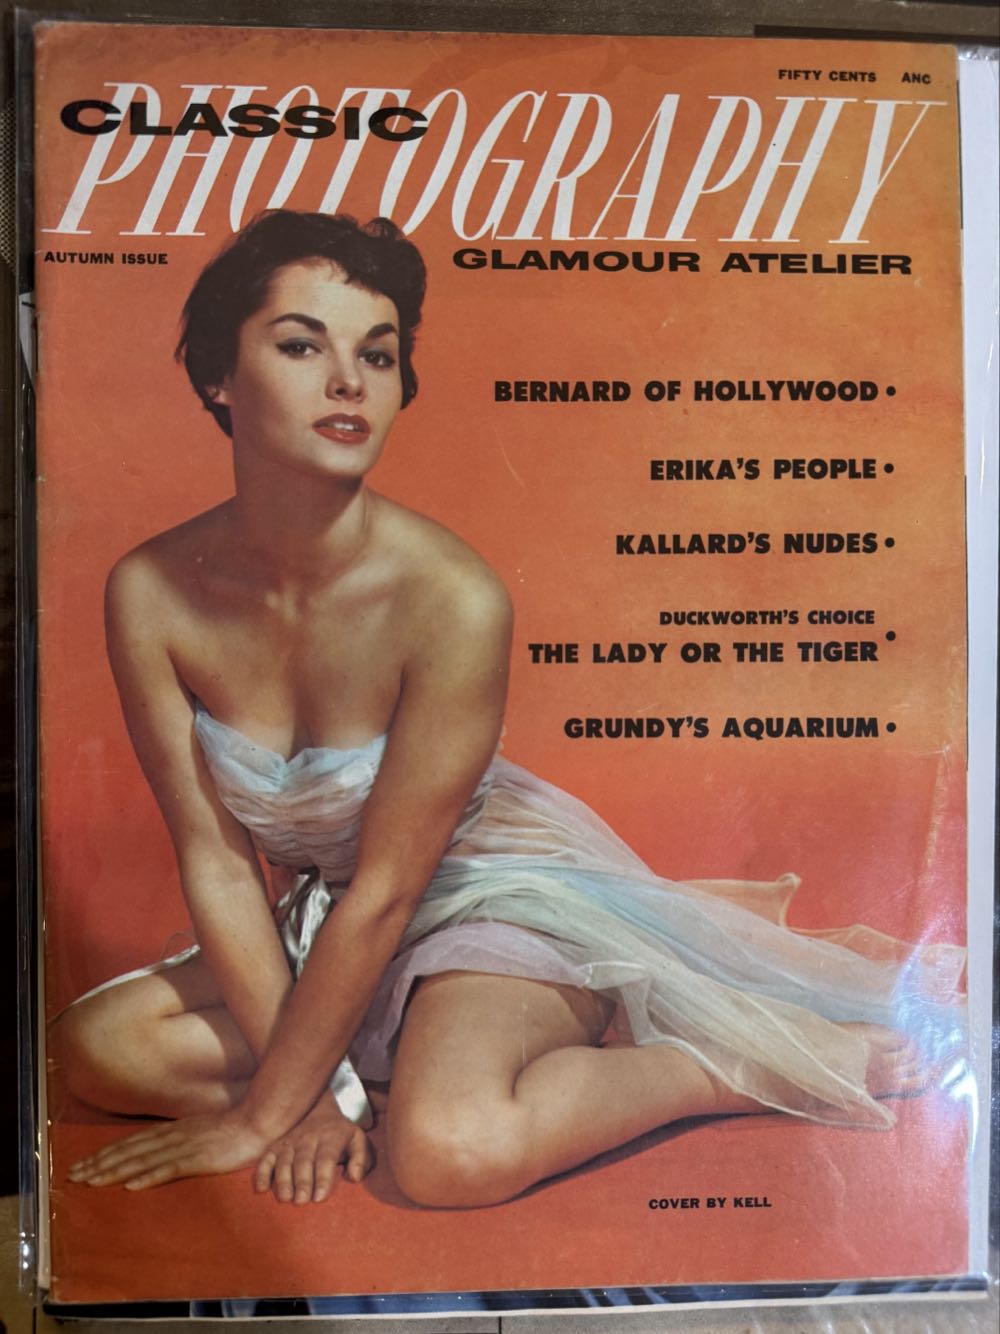 FIFTY CENTS ANC
CLASSIC
PHOTOGRAPHY
AUTUMN ISSUE
GLAMOUR ATELIER
BERNARD OF HOLLYWOOD •
ERIKA'S PEOPLE •
KALLARD'S NUDES •
DUCKWORTH'S CHOICE
THE LADY OR THE TIGER •
GRUNDY'S AQUARIUM •
COVER BY KELL